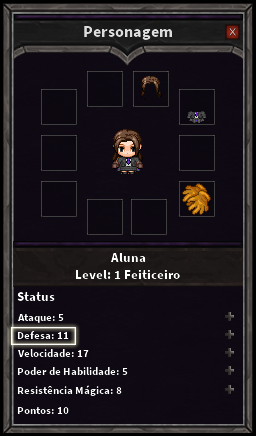 Personagem
X
Aluna
Level: 1 Feiticeiro
Status
Ataque: 5
Defesa: 11
Velocidade: 17
Poder de Habilidade: 5
Resistência Mágica: 8
Pontos: 10